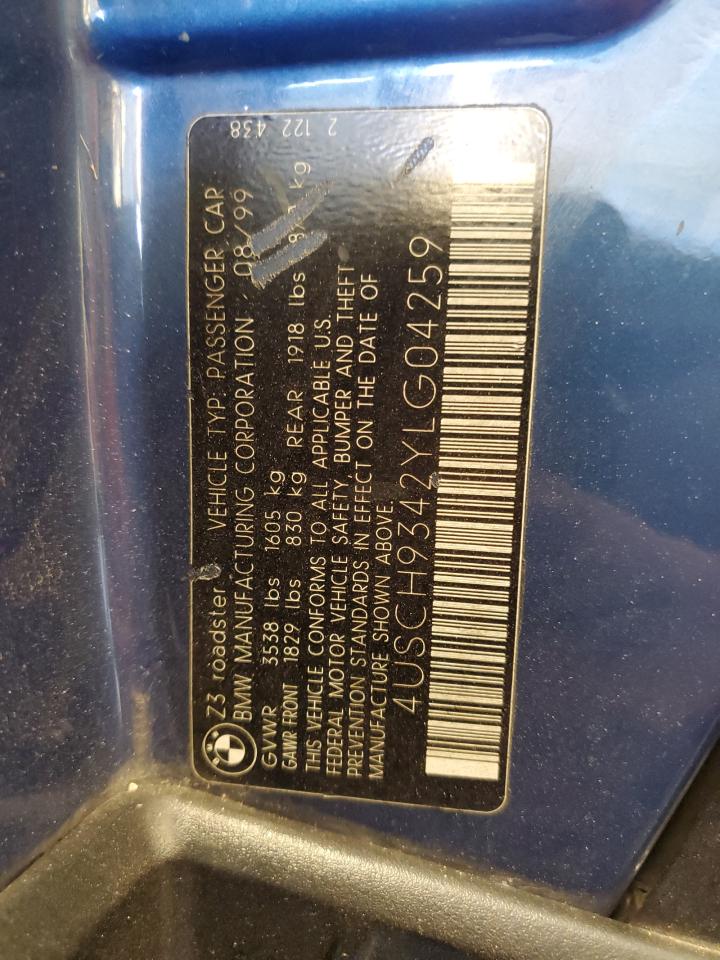 Z3 roadster VEHICLE TYP PASSENGER CAR
BMW MANUFACTURING CORPORATION 08/99
GVWR 3538 lbs 1605 kg
GAWR FRONT 1829 lbs 830 kg REAR 1918 lbs kg
THIS VEHICLE CONFORMS TO ALL APPLICABLE U.S.
FEDERAL MOTOR VEHICLE SAFETY, BUMPER AND THEFT
PREVENTION STANDARDS IN EFFECT ON THE DATE OF
MANUFACTURE SHOWN ABOVE.
4USCH9342YLG04259
2 122 438